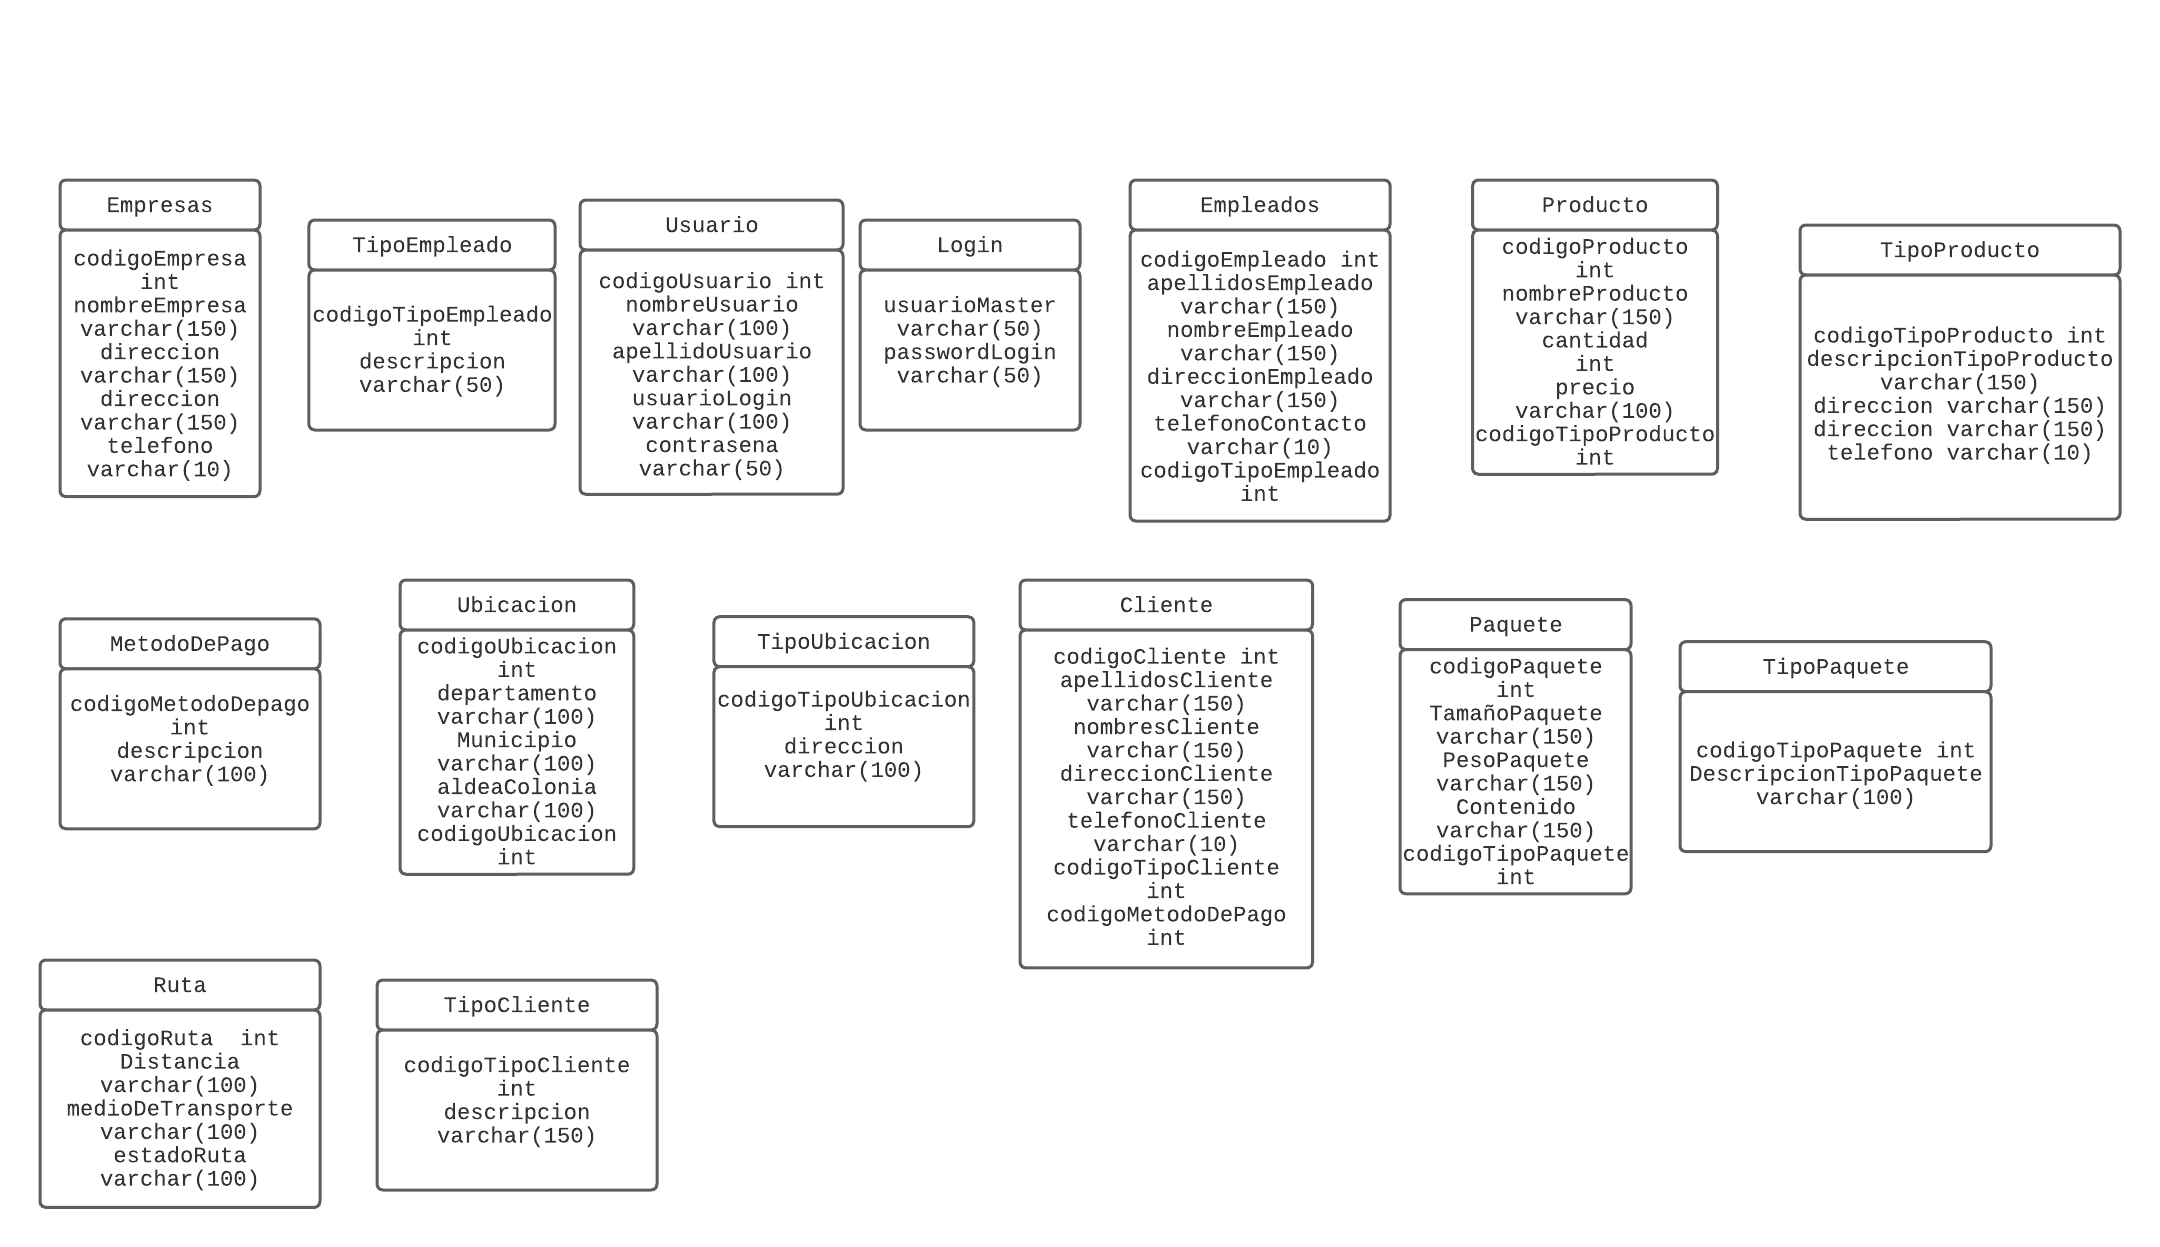 Empresas
codigoEmpresa
int
nombreEmpresa
varchar(150)
direccion
varchar(150)
direccion
varchar(150)
telefono
varchar(10)
TipoEmpleado
codigoTipoEmpleado
int
descripcion
varchar(50)
Usuario
codigoUsuario int
nombreUsuario
varchar(100)
apellidoUsuario
varchar(100)
usuarioLogin
varchar(100)
contrasena
varchar(50)
Login
usuarioMaster
varchar(50)
passwordLogin
varchar(50)
Empleados
codigoEmpleado int
apellidosEmpleado
varchar(150)
nombreEmpleado
varchar(150)
direccionEmpleado
varchar(150)
telefonoContacto
varchar(10)
codigoTipoEmpleado
int
Producto
codigoProducto
int
nombreProducto
varchar(150)
cantidad
int
precio
varchar(100)
codigoTipoProducto
int
TipoProducto
codigoTipoProducto int
descripcionTipoProducto
varchar(150)
direccion varchar(150)
direccion varchar(150)
telefono varchar(10)
MetodoDePago
codigoMetodoDepago
int
descripcion
varchar(100)
Ubicacion
codigoUbicacion
int
departamento
varchar(100)
Municipio
varchar(100)
aldeaColonia
varchar(100)
codigoUbicacion
int
TipoUbicacion
codigoTipoUbicacion
int
direccion
varchar(100)
Cliente
codigoCliente int
apellidosCliente
varchar(150)
nombresCliente
varchar(150)
direccionCliente
varchar(150)
telefonoCliente
varchar(10)
codigoTipoCliente
int
codigoMetodoDePago
int
Paquete
codigoPaquete
int
TamañoPaquete
varchar(150)
PesoPaquete
varchar(150)
Contenido
varchar(150)
codigoTipoPaquete
int
TipoPaquete
codigoTipoPaquete int
DescripcionTipoPaquete
varchar(100)
Ruta
codigoRuta  int
Distancia
varchar(100)
medioDeTransporte
varchar(100)
estadoRuta
varchar(100)
TipoCliente
codigoTipoCliente
int
descripcion
varchar(150)